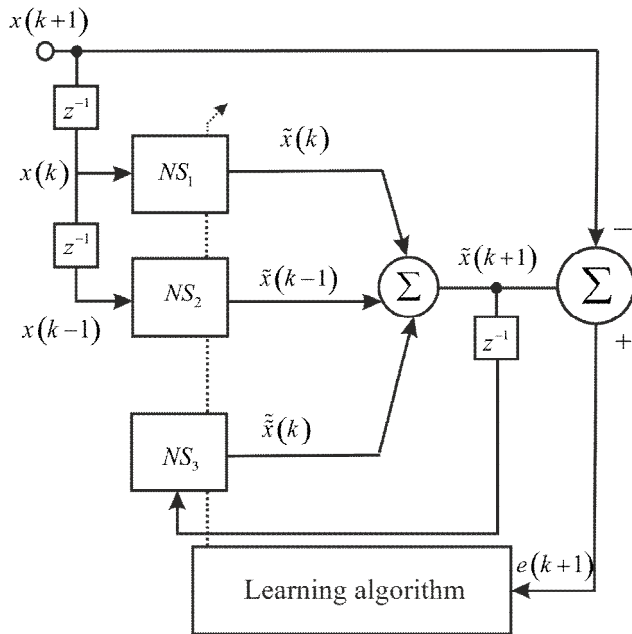 x(k+1)
z⁻¹
x̃(k)
x(k)
NS₁
−
z⁻¹
x̃(k−1)
Σ
x̃(k+1)
Σ
NS₂
x(k−1)
z⁻¹
+
x̃̃(k)
NS₃
e(k+1)
Learning algorithm